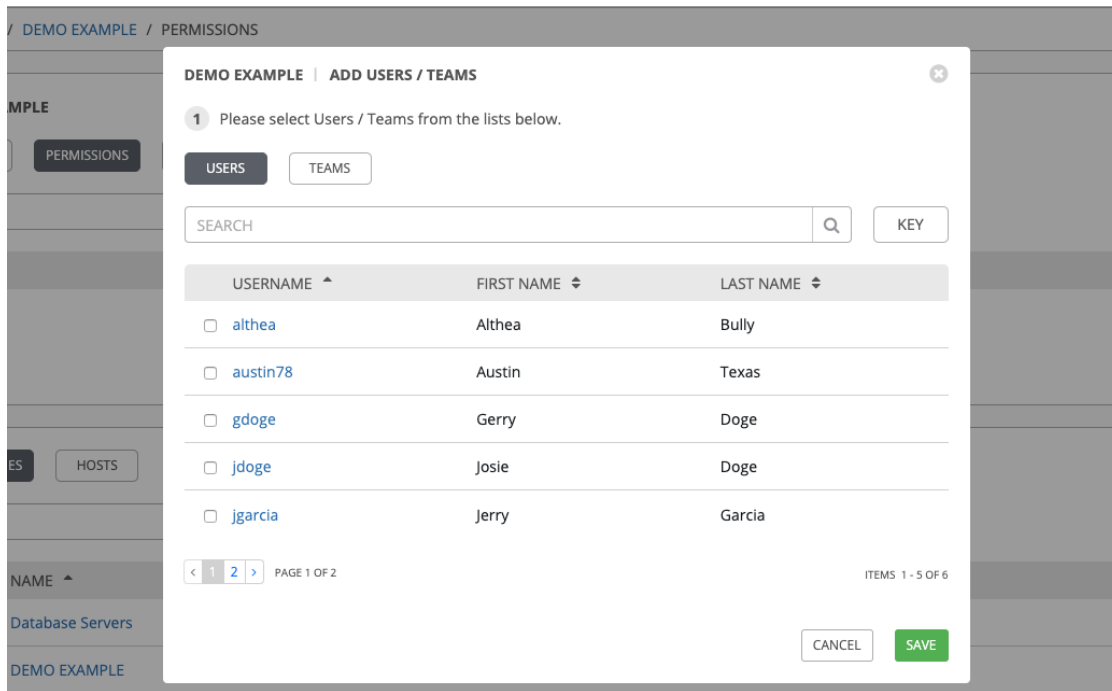 / DEMO EXAMPLE / PERMISSIONS
DEMO EXAMPLE | ADD USERS / TEAMS
1 Please select Users / Teams from the lists below.
USERS TEAMS
SEARCH KEY
USERNAME FIRST NAME LAST NAME
althea Althea Bully
austin78 Austin Texas
gdoge Gerry Doge
jdoge Josie Doge
jgarcia Jerry Garcia
< 1 2 > PAGE 1 OF 2 ITEMS 1 - 5 OF 6
CANCEL SAVE
MPLE
PERMISSIONS
ES HOSTS
NAME
Database Servers
DEMO EXAMPLE